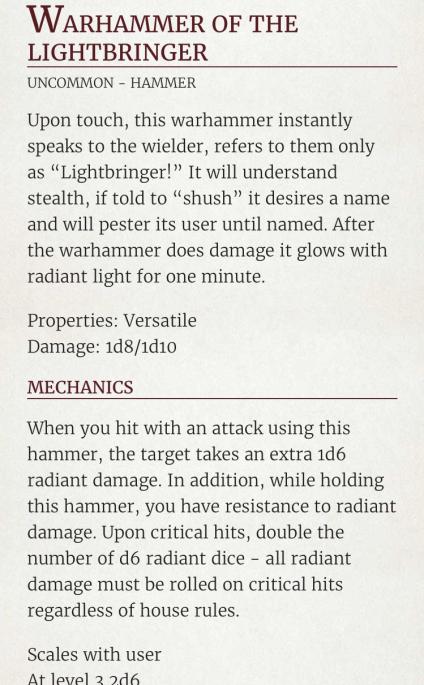 WARHAMMER OF THE
LIGHTBRINGER
UNCOMMON – HAMMER
Upon touch, this warhammer instantly
speaks to the wielder, refers to them only
as “Lightbringer!” It will understand
stealth, if told to “shush” it desires a name
and will pester its user until named. After
the warhammer does damage it glows with
radiant light for one minute.
Properties: Versatile
Damage: 1d8/1d10
MECHANICS
When you hit with an attack using this
hammer, the target takes an extra 1d6
radiant damage. In addition, while holding
this hammer, you have resistance to radiant
damage. Upon critical hits, double the
number of d6 radiant dice – all radiant
damage must be rolled on critical hits
regardless of house rules.
Scales with user
At level 3 2d6